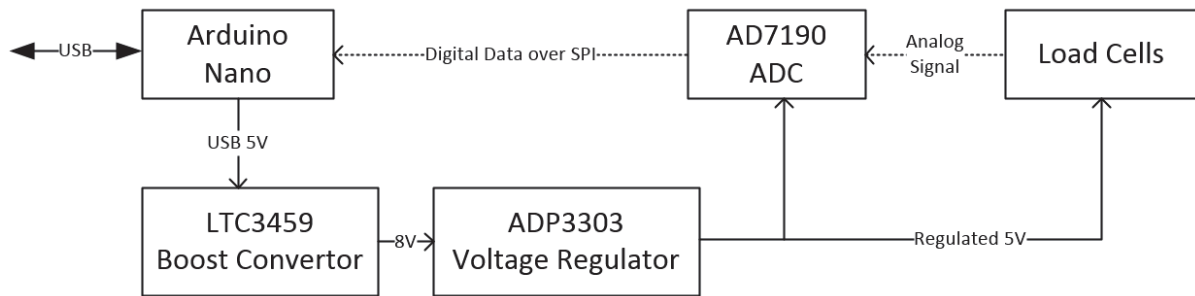 USB
Arduino
Nano
Digital Data over SPI
AD7190
ADC
Analog
Signal
Load Cells
USB 5V
LTC3459
Boost Convertor
8V
ADP3303
Voltage Regulator
Regulated 5V